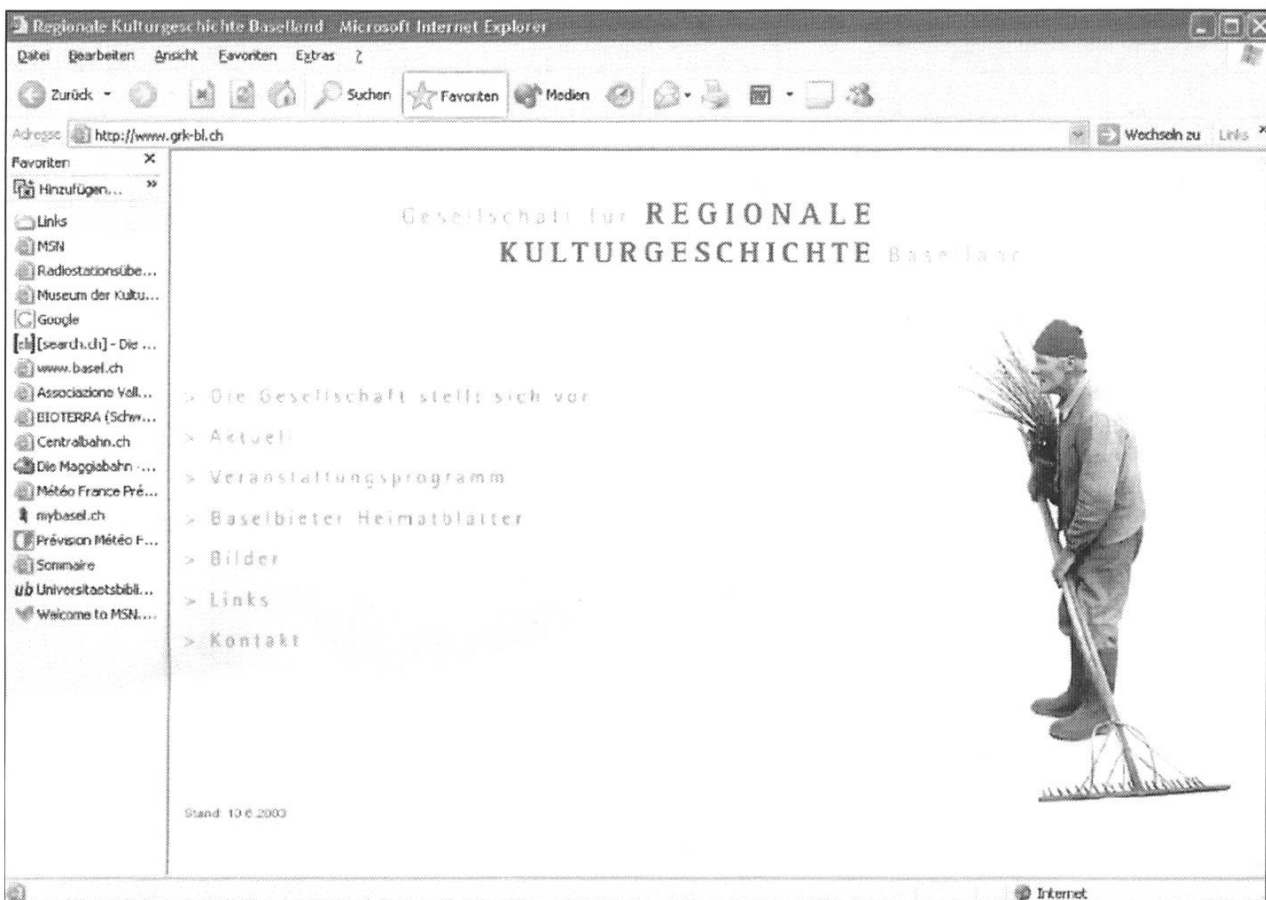 Regionale Kulturgeschichte Baselland - Microsoft Internet Explorer
Datei Bearbeiten Ansicht Favoriten Extras ?
Zurück Suchen Favoriten Medien
Adresse http://www.grk-bl.ch Wechseln zu Links
Favoriten
Hinzufügen... »
Links
MSN
Radiostationsübe...
Museum der Kultu...
Google
[search.ch] - Die ...
www.basel.ch
Associazione Vall...
BIOTERRA (Schw...
Centralbahn.ch
Die Maggiabahn -...
Météo France Pré...
mybasel.ch
Prévision Météo F...
Sommaire
ub Universitaetsbibli...
Welcome to MSN....
Gesellschaft für REGIONALE
KULTURGESCHICHTE Baselland
> Die Gesellschaft stellt sich vor
> Aktuell
> Veranstaltungsprogramm
> Baselbieter Heimatblätter
> Bilder
> Links
> Kontakt
Stand:
Internet